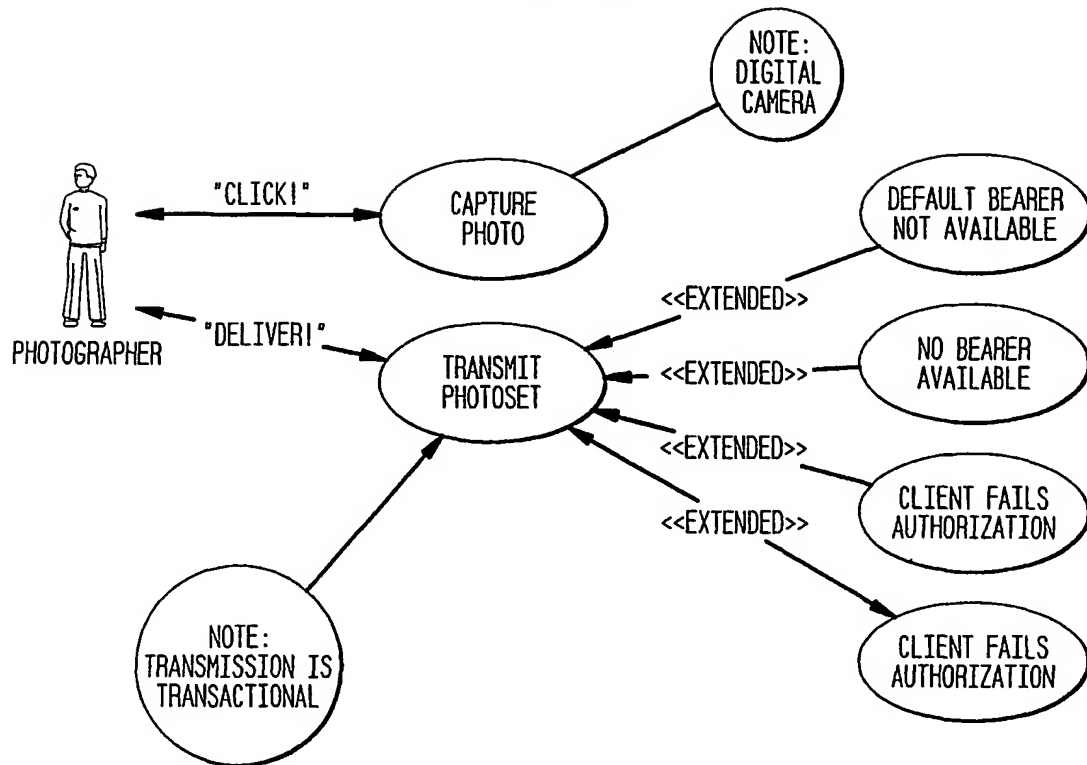 NOTE:
DIGITAL
CAMERA
"CLICK!"
CAPTURE
PHOTO
DEFAULT BEARER
NOT AVAILABLE
<<EXTENDED>>
PHOTOGRAPHER
"DELIVER!"
TRANSMIT
PHOTOSET
<<EXTENDED>>
NO BEARER
AVAILABLE
<<EXTENDED>>
CLIENT FAILS
AUTHORIZATION
<<EXTENDED>>
CLIENT FAILS
AUTHORIZATION
NOTE:
TRANSMISSION IS
TRANSACTIONAL